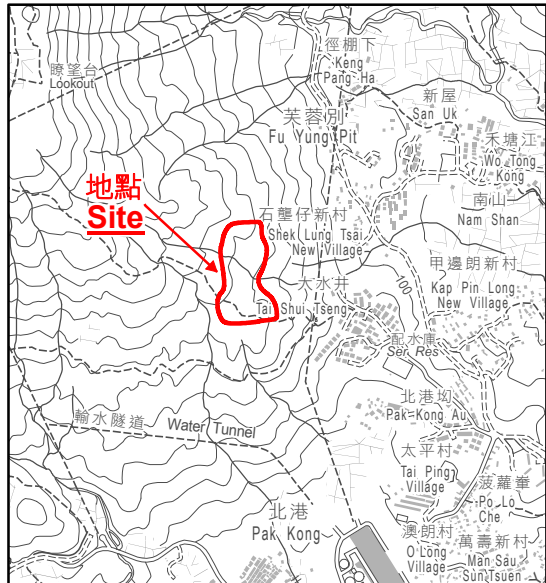 徑棚下
Keng
Pang Ha
瞭望台
Lookout
新屋
San Uk
芙蓉別
Fu Yung Pit
禾塘江
Wo Tong
Kong
地點
Site
南山
Nam Shan
石壟仔新村
Shek Lung Tsai
New Village
甲邊朗新村
Kap Pin Long
New Village
大水井
Tai Shui Tseng
100
配水庫
Ser Res
北港坳
Pak Kong Au
輸水隧道
Water Tunnel
太平村
Tai Ping
Village
菠蘿輋
Po Lo
Che
北港
Pak Kong
澳朗村
O Long
Village
萬壽新村
Man Sau
Sun Tsuen